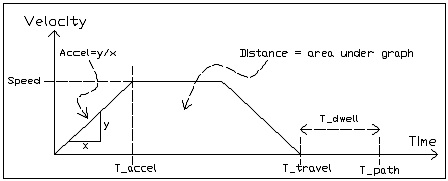 Velocity
Accel=y/x
Distance = area under graph
Speed
T_dwell
y
x
Time
T_accel
T_travel
T_path